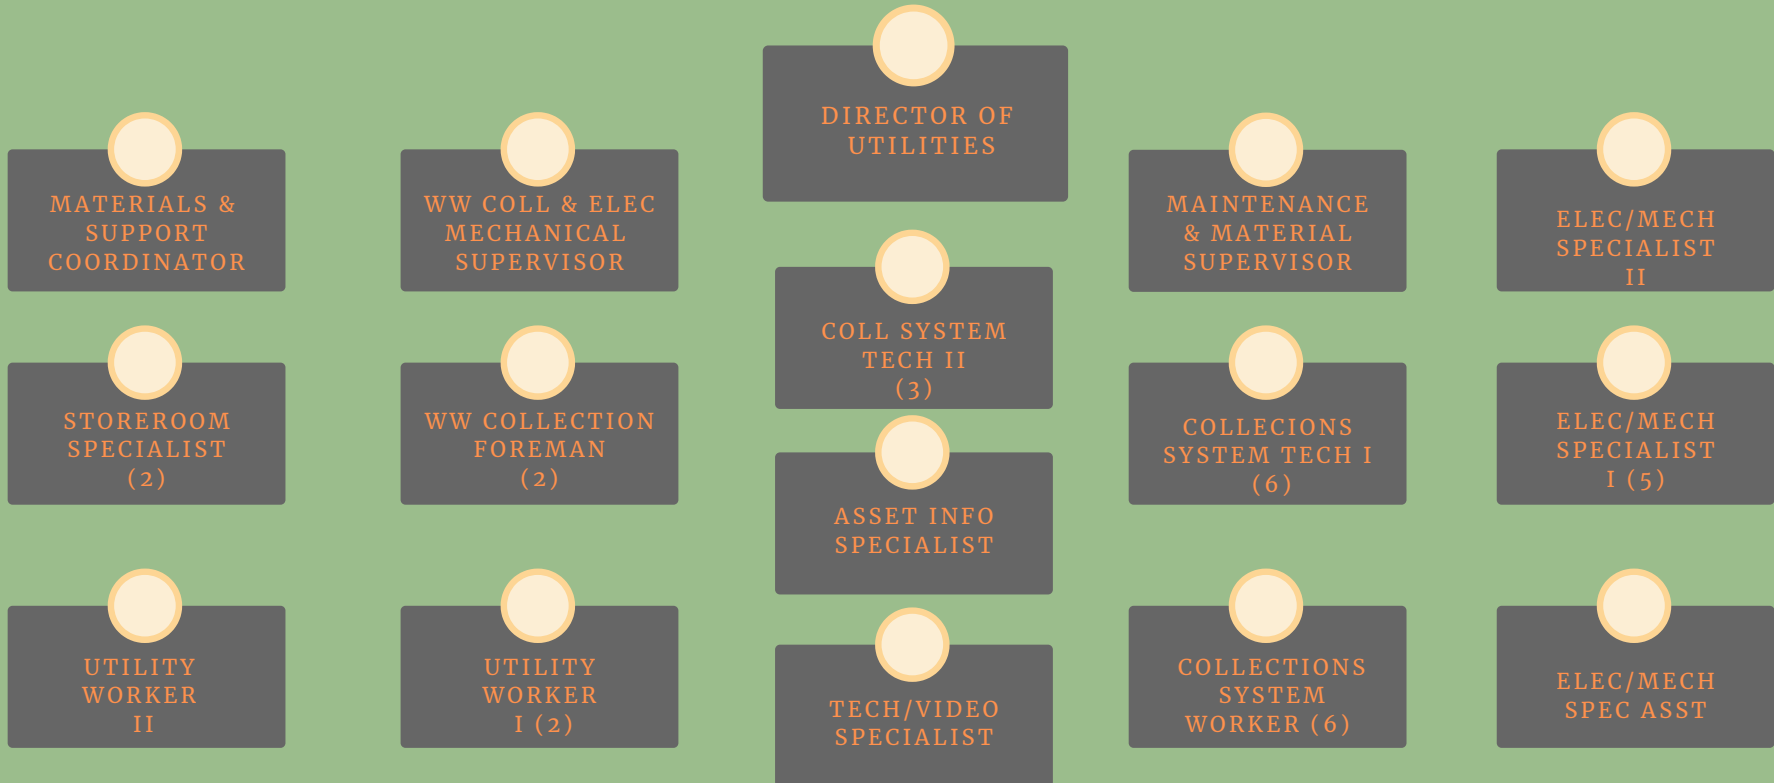 DIRECTOR OF
UTILITIES
MATERIALS &
SUPPORT
COORDINATOR
WW COLL & ELEC
MECHANICAL
SUPERVISOR
MAINTENANCE
& MATERIAL
SUPERVISOR
ELEC/MECH
SPECIALIST
II
COLL SYSTEM
TECH II
(3)
STOREROOM
SPECIALIST
(2)
WW COLLECTION
FOREMAN
(2)
COLLECIONS
SYSTEM TECH I
(6)
ELEC/MECH
SPECIALIST
I (5)
ASSET INFO
SPECIALIST
UTILITY
WORKER
II
UTILITY
WORKER
I (2)
TECH/VIDEO
SPECIALIST
COLLECTIONS
SYSTEM
WORKER (6)
ELEC/MECH
SPEC ASST